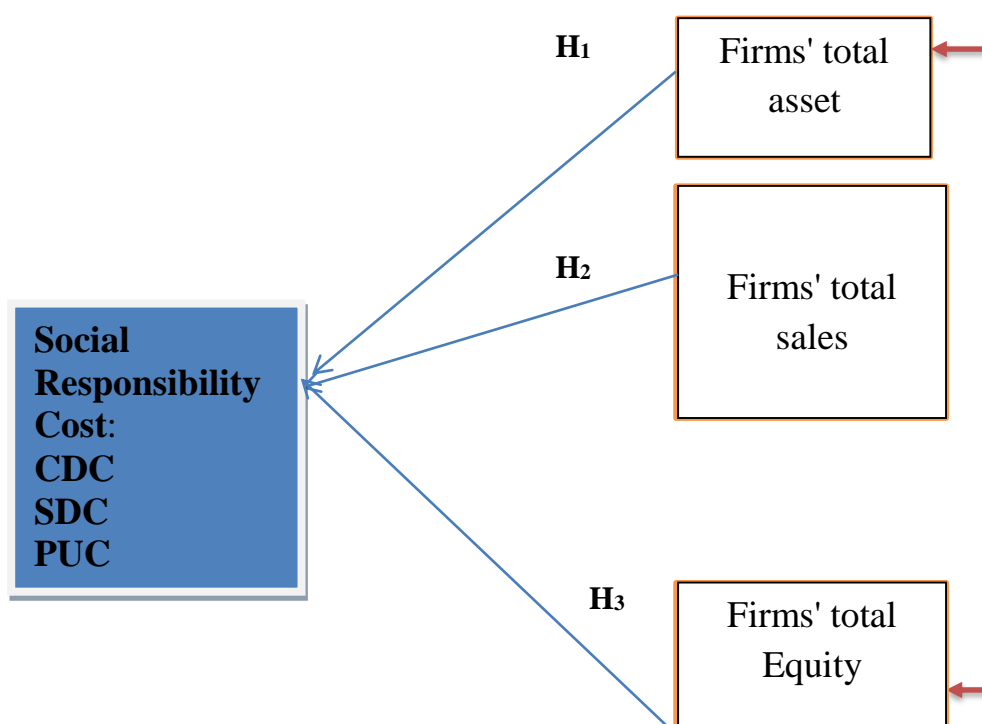 H1
Firms' total
asset
H2
Firms' total
sales
Social
Responsibility
Cost:
CDC
SDC
PUC
H3
Firms' total
Equity